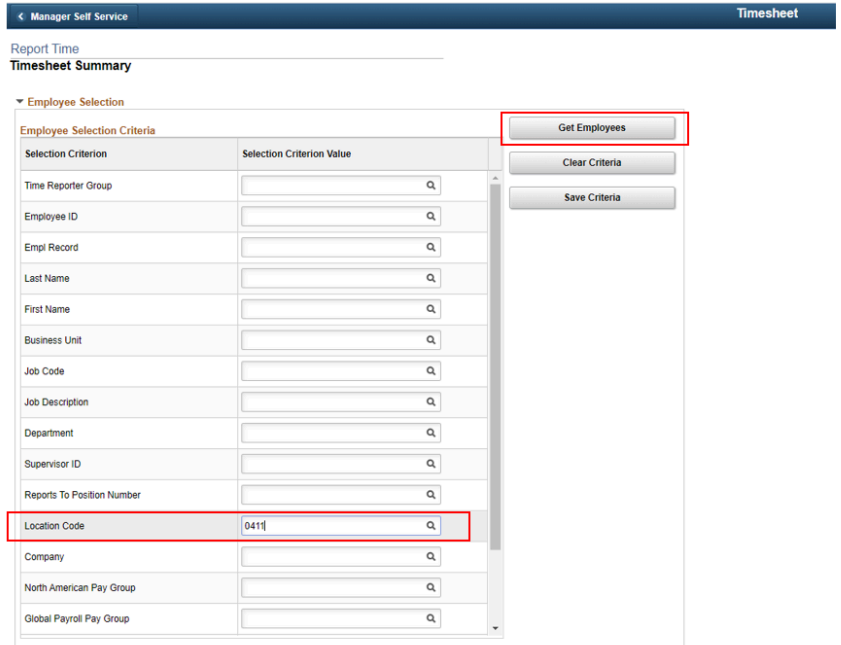 Manager Self Service
Timesheet
Report Time
Timesheet Summary
Employee Selection
Employee Selection Criteria
Get Employees
Selection Criterion Selection Criterion Value
Clear Criteria
Time Reporter Group
Save Criteria
Employee ID
Empl Record
Last Name
First Name
Business Unit
Job Code
Job Description
Department
Supervisor ID
Reports To Position Number
Location Code 0411
Company
North American Pay Group
Global Payroll Pay Group